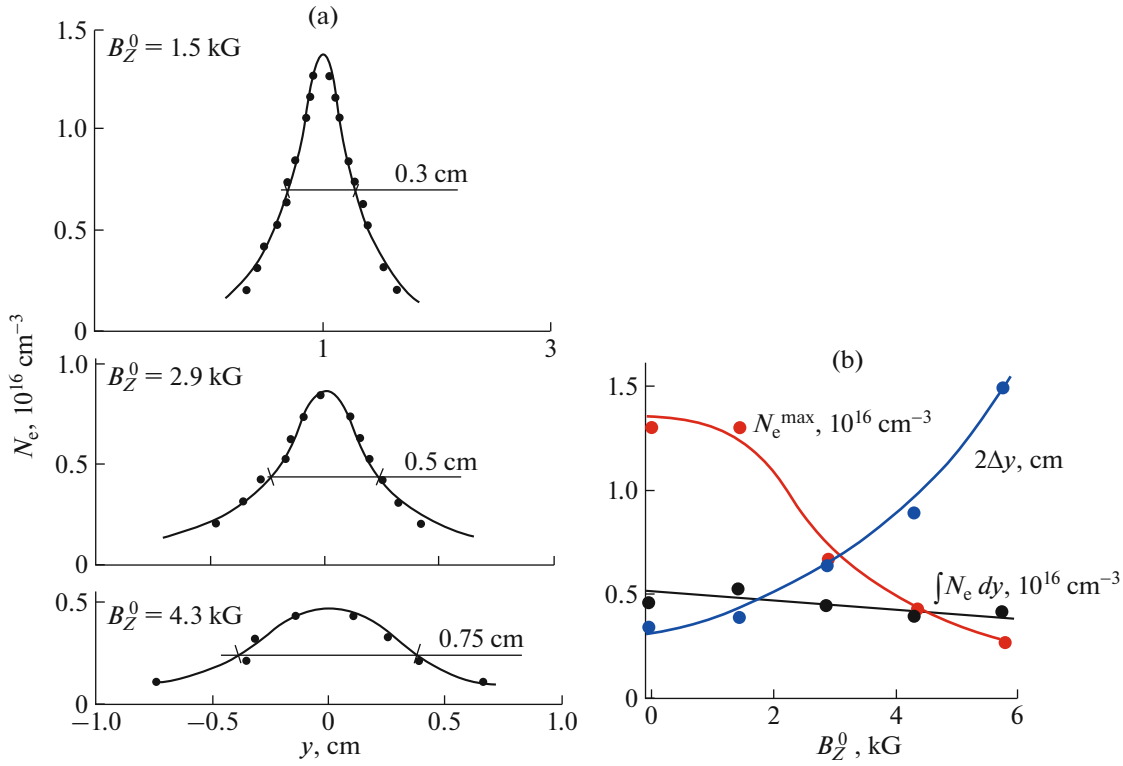 (a)
1.5
B_Z^0 = 1.5 kG
1.0
0.3 cm
0.5
0
1
3
N_e, 10^16 cm^−3
1.0
B_Z^0 = 2.9 kG
0.5
0.5 cm
0
0.5
B_Z^0 = 4.3 kG
0.75 cm
0
−1.0
−0.5
0
0.5
1.0
y, cm
(b)
1.5
N_e^max, 10^16 cm^−3
2Δy, cm
1.0
∫N_e dy, 10^16 cm^−3
0.5
0
0
2
4
6
B_Z^0 , kG